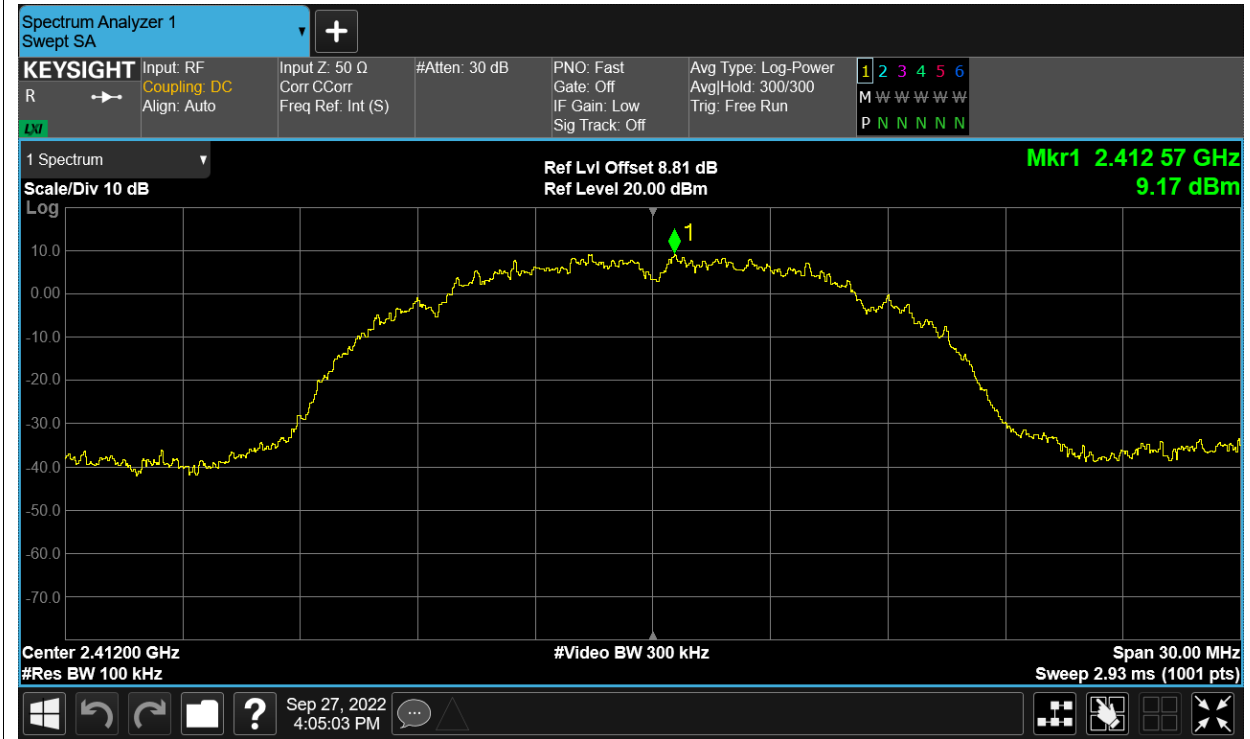 Spectrum Analyzer 1
Swept SA
KEYSIGHT
R
LXI
Input: RF
Coupling: DC
Align: Auto
Input Z: 50 Ω
Corr CCorr
Freq Ref: Int (S)
#Atten: 30 dB
PNO: Fast
Gate: Off
IF Gain: Low
Sig Track: Off
Avg Type: Log-Power
Avg|Hold: 300/300
Trig: Free Run
1 2 3 4 5 6
M W W W W W
P N N N N N
1 Spectrum
Scale/Div 10 dB
Log
Ref Lvl Offset 8.81 dB
Ref Level 20.00 dBm
Mkr1 2.412 57 GHz
9.17 dBm
1
10.0
0.00
-10.0
-20.0
-30.0
-40.0
-50.0
-60.0
-70.0
Center 2.41200 GHz
#Res BW 100 kHz
#Video BW 300 kHz
Span 30.00 MHz
Sweep 2.93 ms (1001 pts)
?
Sep 27, 2022
4:05:03 PM